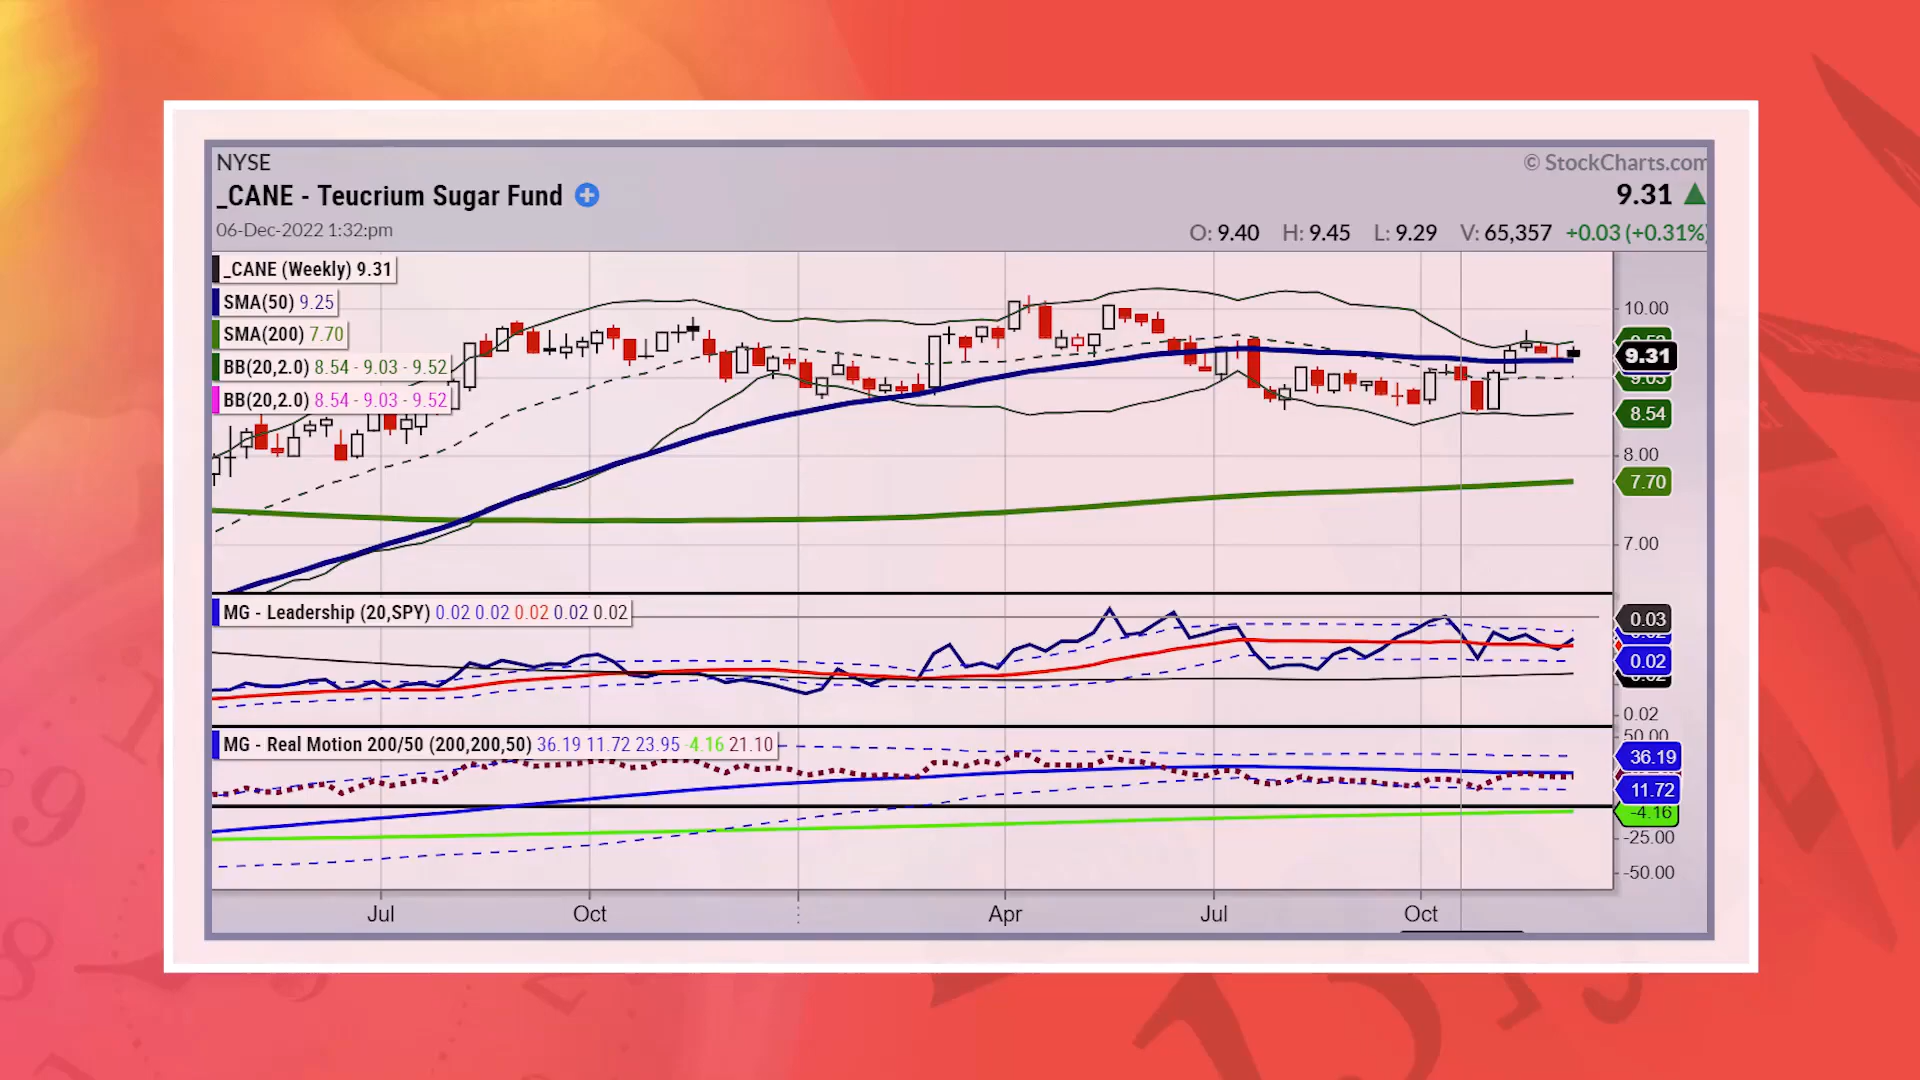 NYSE
© StockCharts.com
_CANE - Teucrium Sugar Fund
9.31
06-Dec-2022 1:32:pm
O: 9.40 H: 9.45 L: 9.29 V: 65,357 +0.03 (+0.31%)
_CANE (Weekly) 9.31
SMA(50) 9.25
SMA(200) 7.70
BB(20,2.0) 8.54 - 9.03 - 9.52
BB(20,2.0) 8.54 - 9.03 - 9.52
10.00
9.31
9.03
8.54
8.00
7.70
7.00
MG - Leadership (20,SPY) 0.02 0.02 0.02 0.02 0.02
0.03
0.02
0.02
0.02
MG - Real Motion 200/50 (200,200,50) 36.19 11.72 23.95 -4.16 21.10
50.00
36.19
11.72
-4.16
-25.00
-50.00
Jul Oct Apr Jul Oct